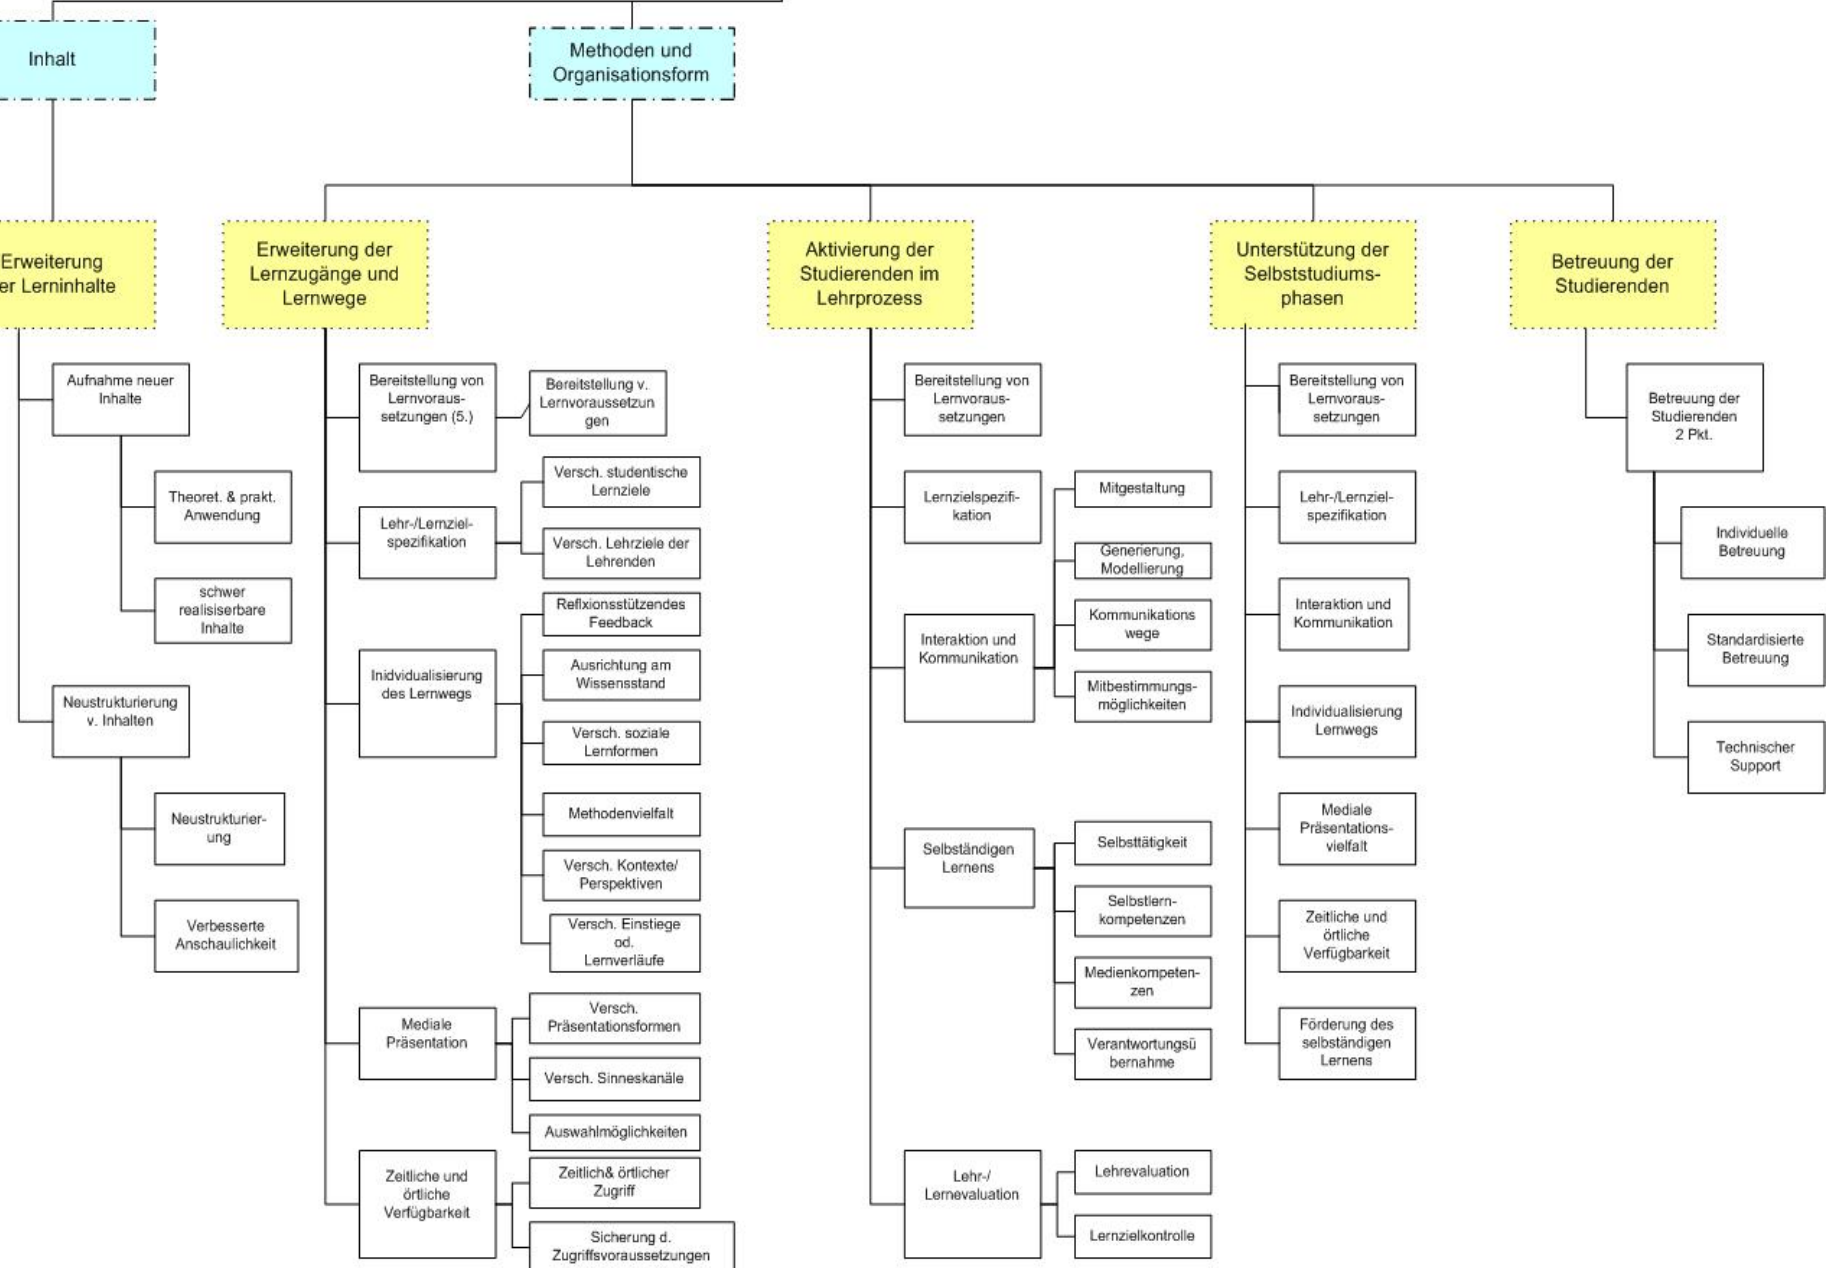 Inhalt
Methoden und
Organisationsform
Erweiterung
er Lerninhalte
Erweiterung der
Lernzugänge und
Lernwege
Aktivierung der
Studierenden im
Lehrprozess
Unterstützung der
Selbststudiums-
phasen
Betreuung der
Studierenden
Aufnahme neuer
Inhalte
Theoret. & prakt.
Anwendung
schwer
realisiserbare
Inhalte
Neustrukturierung
v. Inhalten
Neustrukturier-
ung
Verbesserte
Anschaulichkeit
Bereitstellung von
Lernvoraus-
setzungen (5.)
Bereitstellung v.
Lernvoraussetzun
gen
Lehr-/Lernziel-
spezifikation
Versch. studentische
Lernziele
Versch. Lehrziele der
Lehrenden
Inidvidualisierung
des Lernwegs
Reflxionsstützendes
Feedback
Ausrichtung am
Wissensstand
Versch. soziale
Lernformen
Methodenvielfalt
Versch. Kontexte/
Perspektiven
Versch. Einstiege
od.
Lernverläufe
Mediale
Präsentation
Versch.
Präsentationsformen
Versch. Sinneskanäle
Auswahlmöglichkeiten
Zeitliche und
örtliche
Verfügbarkeit
Zeitlich& örtlicher
Zugriff
Sicherung d.
Zugriffsvoraussetzungen
Bereitstellung von
Lernvoraus-
setzungen
Lernzielspezifi-
kation
Interaktion und
Kommunikation
Mitgestaltung
Generierung,
Modellierung
Kommunikations
wege
Mitbestimmungs-
möglichkeiten
Selbständigen
Lernens
Selbsttätigkeit
Selbstlern-
kompetenzen
Medienkompeten-
zen
Verantwortungsü
bernahme
Lehr-/
Lernevaluation
Lehrevaluation
Lernzielkontrolle
Bereitstellung von
Lernvoraus-
setzungen
Lehr-/Lernziel-
spezifikation
Interaktion und
Kommunikation
Individualisierung
Lernwegs
Mediale
Präsentations-
vielfalt
Zeitliche und
örtliche
Verfügbarkeit
Förderung des
selbständigen
Lernens
Betreuung der
Studierenden
2 Pkt.
Individuelle
Betreuung
Standardisierte
Betreuung
Technischer
Support